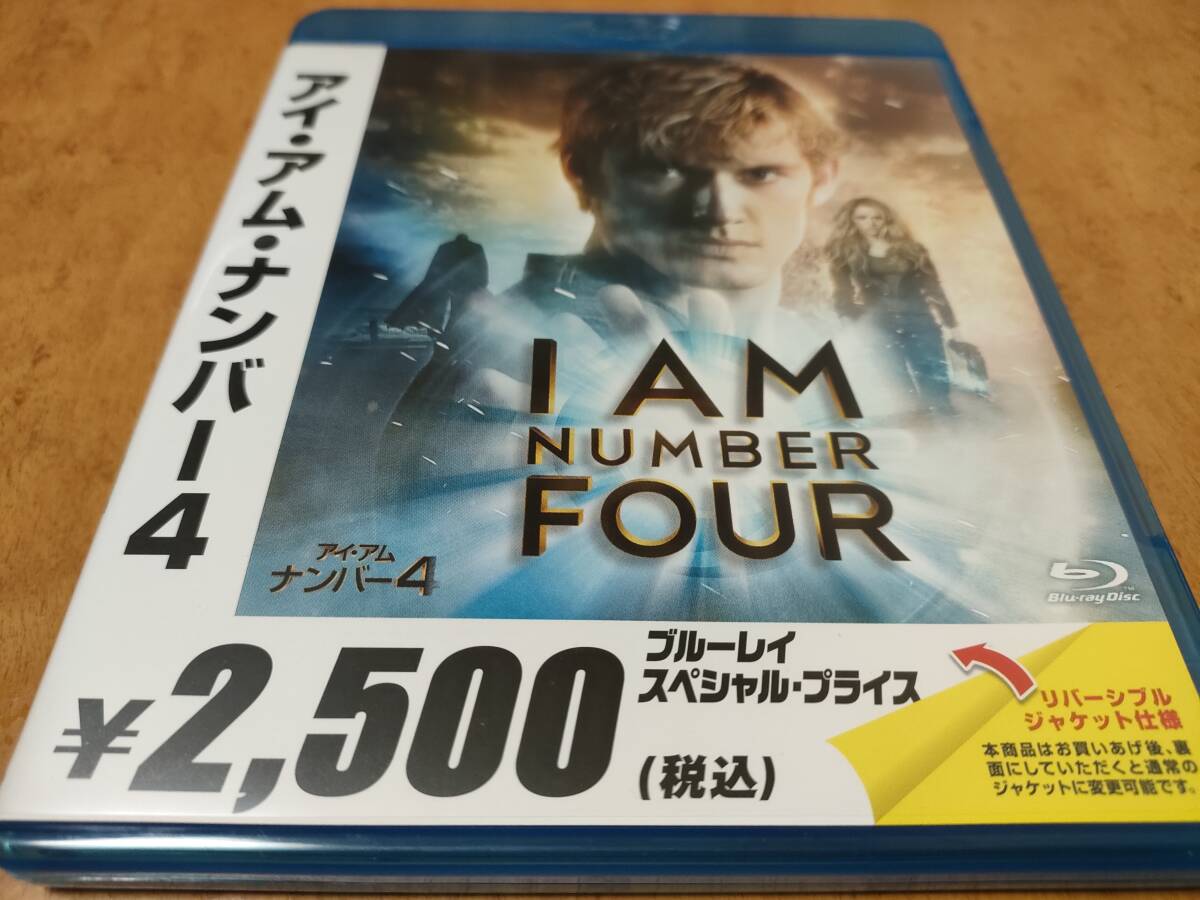 アイ・アム・ナンバー4
I AM
NUMBER
FOUR
アイ・アム
ナンバー4
Blu-ray Disc
TM
¥2,500
ブルーレイ
スペシャル・プライス
(税込)
リバーシブル
ジャケット仕様
本商品はお買いあげ後、裏
面にしていただくと通常の
ジャケットに変更可能です。